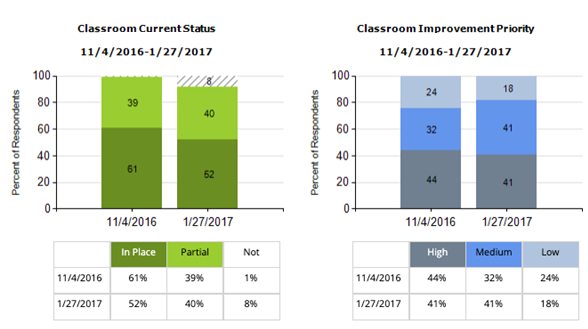 Classroom Current Status
11/4/2016-1/27/2017
Percent of Respondents
100
80
60
40
20
0
39
61
8
40
52
11/4/2016 1/27/2017
In Place Partial Not
11/4/2016 61% 39% 1%
1/27/2017 52% 40% 8%
Classroom Improvement Priority
11/4/2016-1/27/2017
Percent of Respondents
100
80
60
40
20
0
24
32
44
18
41
41
11/4/2016 1/27/2017
High Medium Low
11/4/2016 44% 32% 24%
1/27/2017 41% 41% 18%